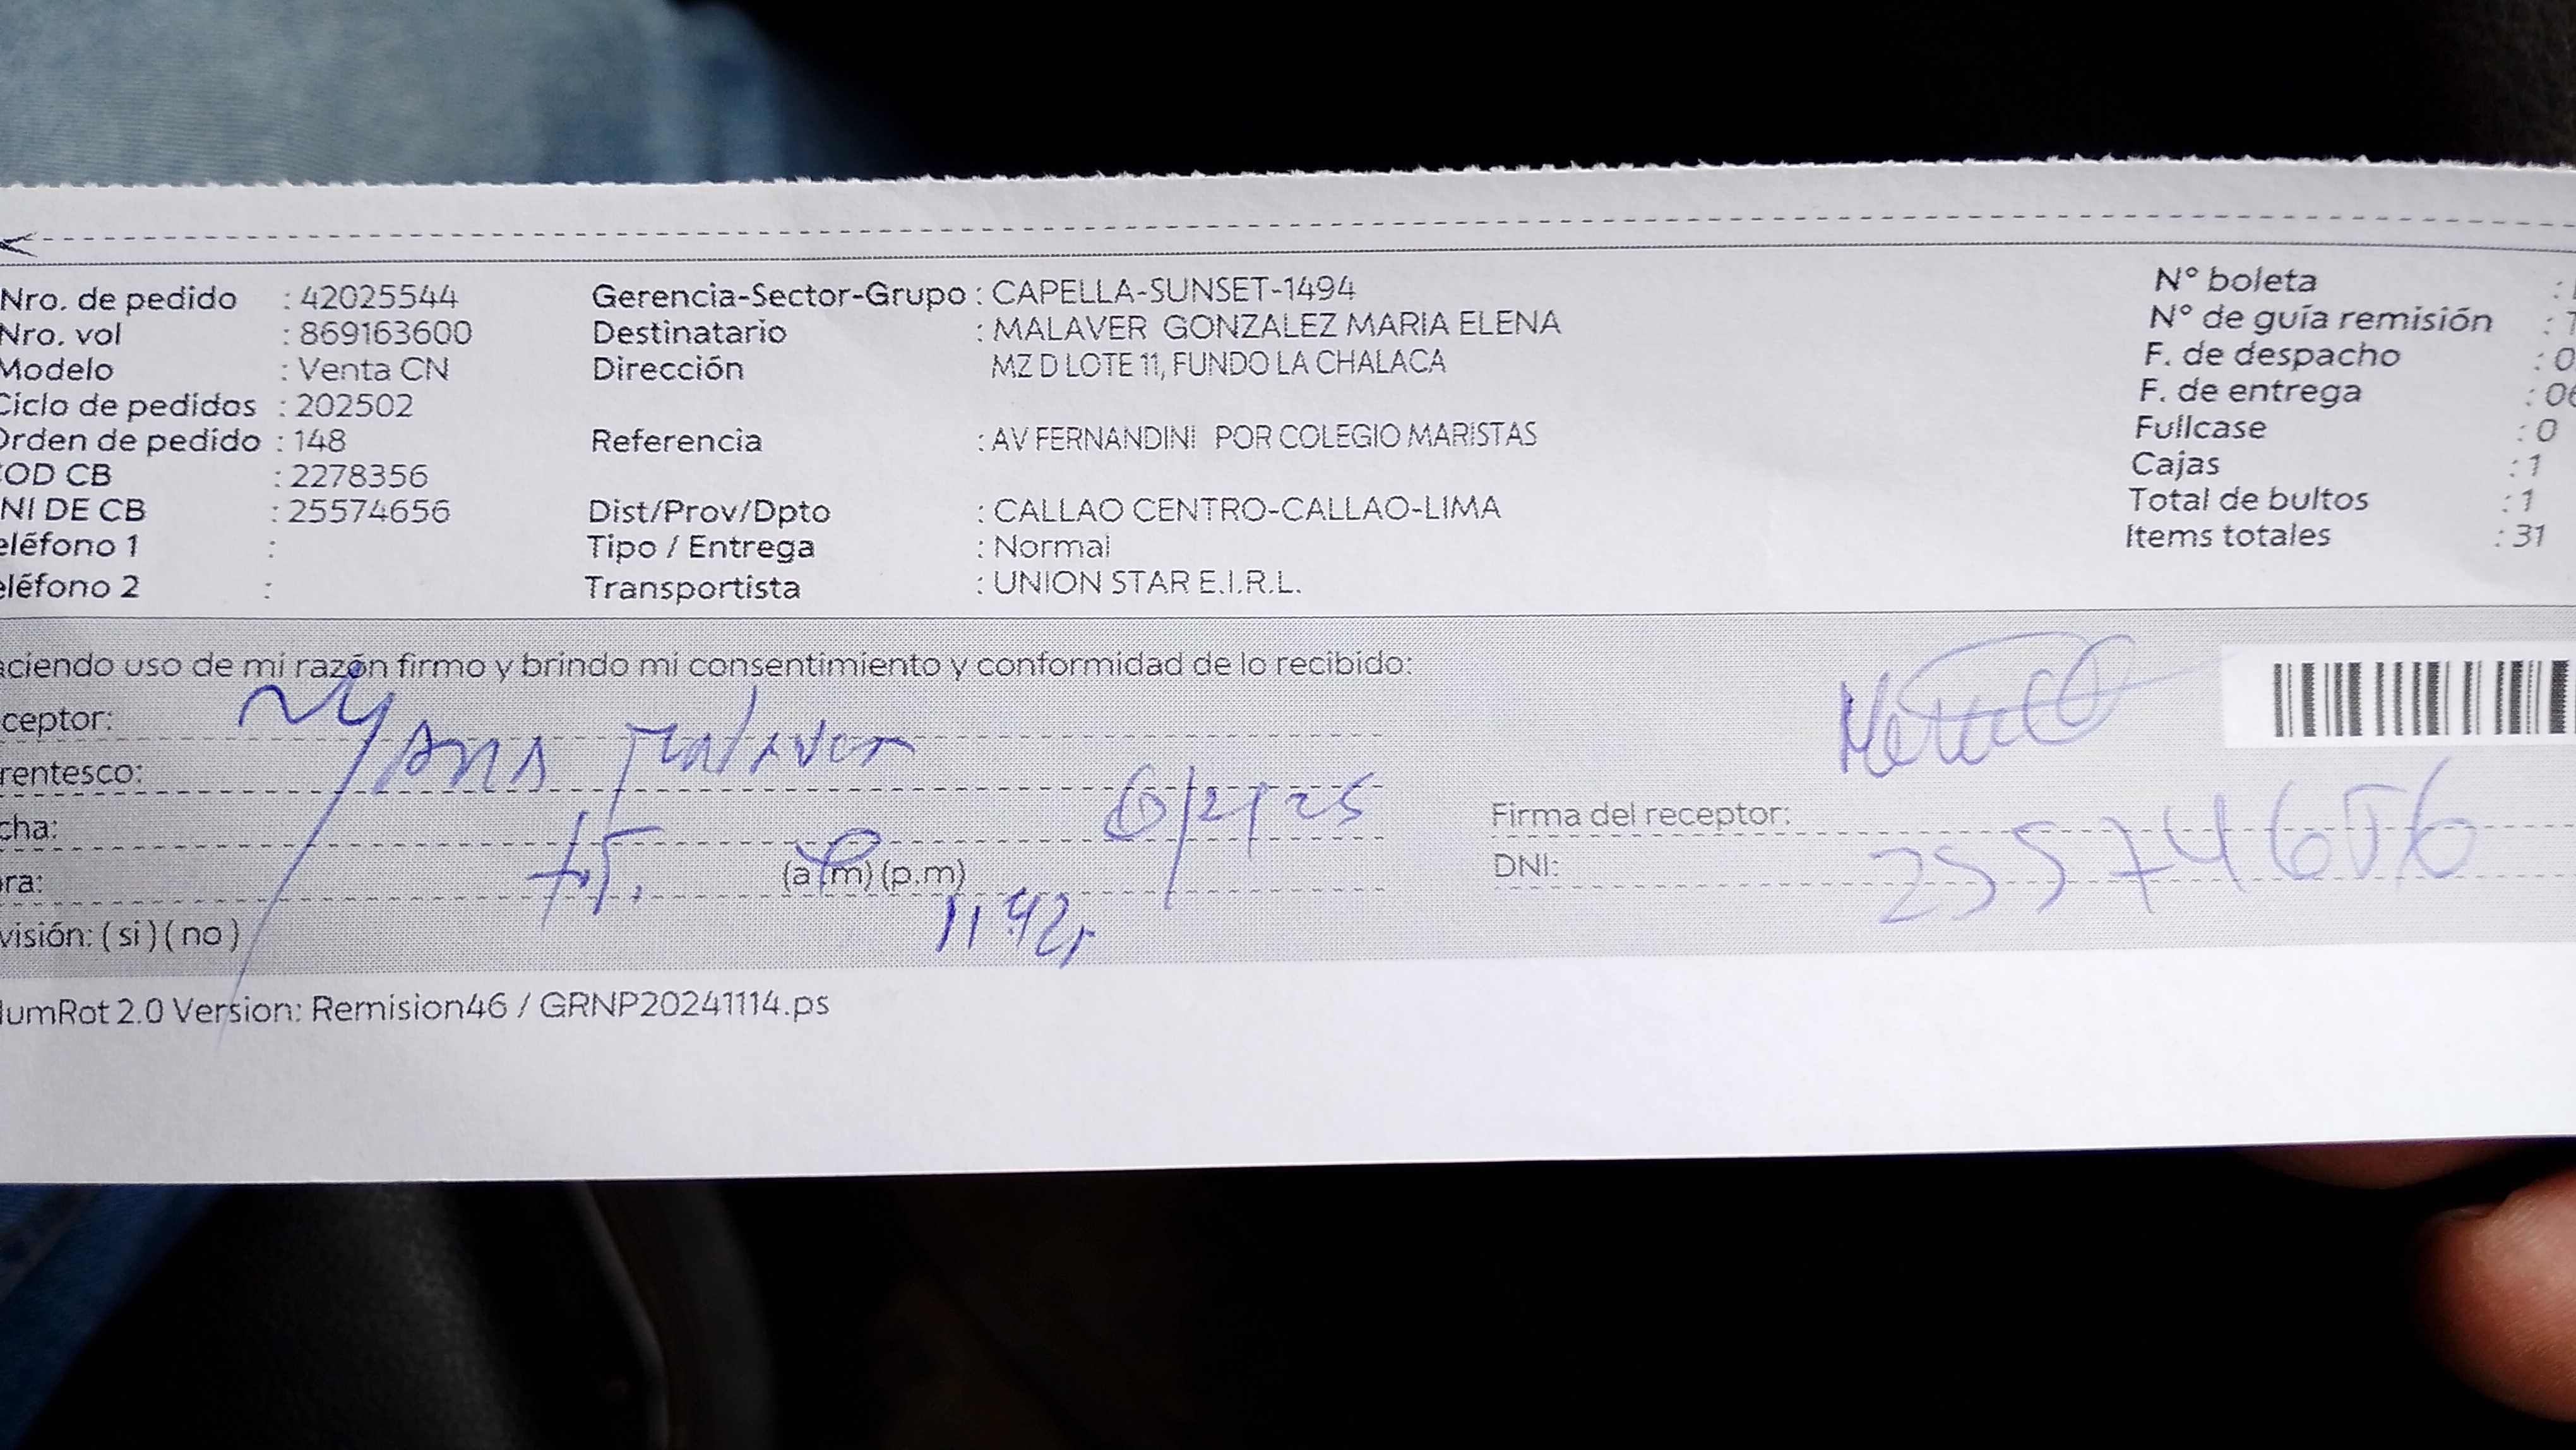 Nro. de pedido : 42025544 Gerencia-Sector-Grupo : CAPELLA-SUNSET-1494 N° boleta :
Nro. vol : 869163600 Destinatario : MALAVER GONZALEZ MARIA ELENA N° de guía remisión : T
Modelo : Venta CN Dirección MZ D LOTE 11, FUNDO LA CHALACA F. de despacho : 0
Ciclo de pedidos : 202502 F. de entrega : 06
Orden de pedido : 148 Referencia : AV FERNANDINI POR COLEGIO MARISTAS Fullcase : 0
OD CB : 2278356 Cajas : 1
NI DE CB : 25574656 Dist/Prov/Dpto : CALLAO CENTRO-CALLAO-LIMA Total de bultos : 1
eléfono 1 : Tipo / Entrega : Normal Items totales : 31
eléfono 2 : Transportista : UNION STAR E.I.R.L.
aciendo uso de mi razón firmo y brindo mi consentimiento y conformidad de lo recibido:
ceptor: Malaver
rentesco:
cha: 6/2/25 Firma del receptor:
ra: (a.m) (p.m) DNI: 25574656
11:42
visión: ( si ) ( no )
umRot 2.0 Version: Remision46 / GRNP20241114.ps